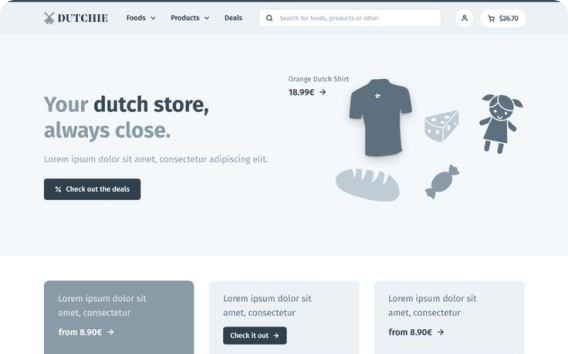 DUTCHIE
Foods
Products
Deals
Search for foods, products or other
$26.70
Orange Dutch Shirt
18.99€ →
Your dutch store,
always close.
Lorem ipsum dolor sit amet, consectetur adipiscing elit.
% Check out the deals
Lorem ipsum dolor sit
amet, consectetur
from 8.90€ →
Lorem ipsum dolor sit
amet, consectetur
Check it out →
Lorem ipsum dolor sit
amet, consectetur
from 8.90€ →